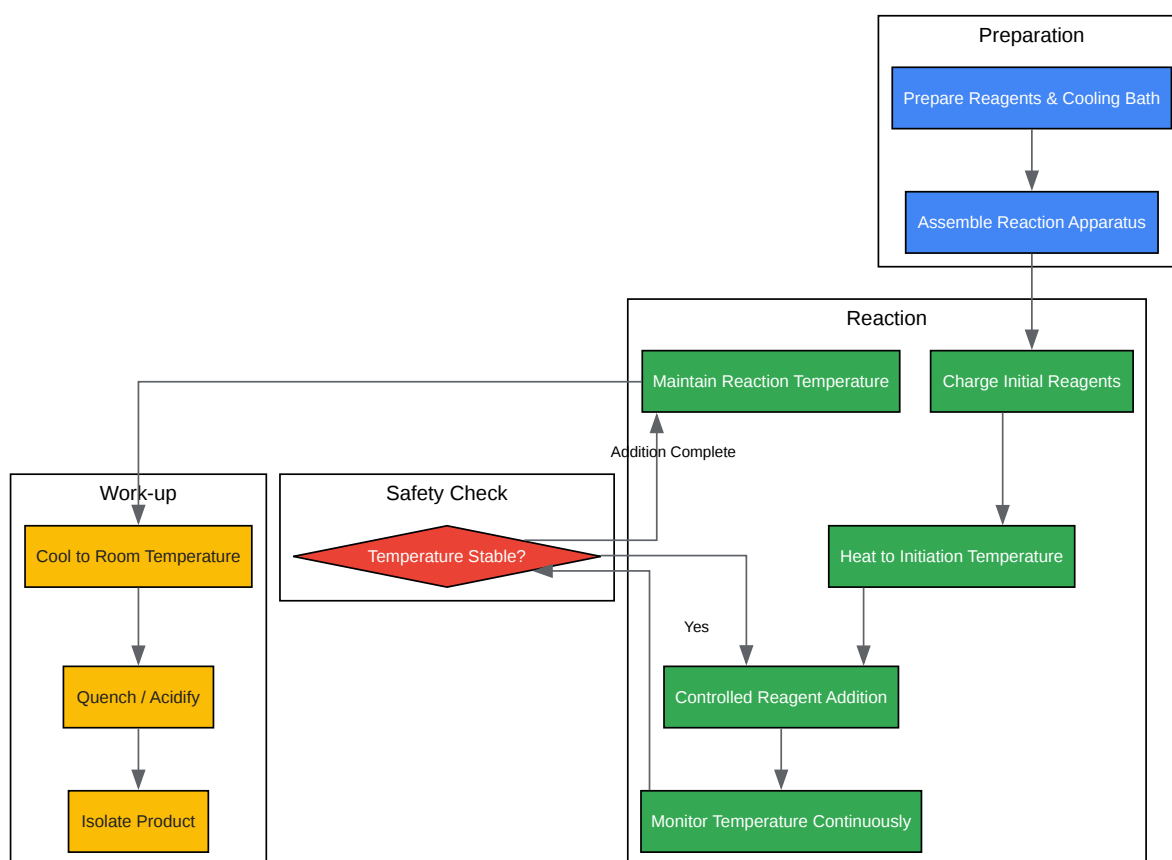 Preparation
Prepare Reagents & Cooling Bath
Assemble Reaction Apparatus
Reaction
Maintain Reaction Temperature
Charge Initial Reagents
Addition Complete
Work-up
Safety Check
Cool to Room Temperature
Temperature Stable?
Heat to Initiation Temperature
Yes
Quench / Acidify
Controlled Reagent Addition
Isolate Product
Monitor Temperature Continuously